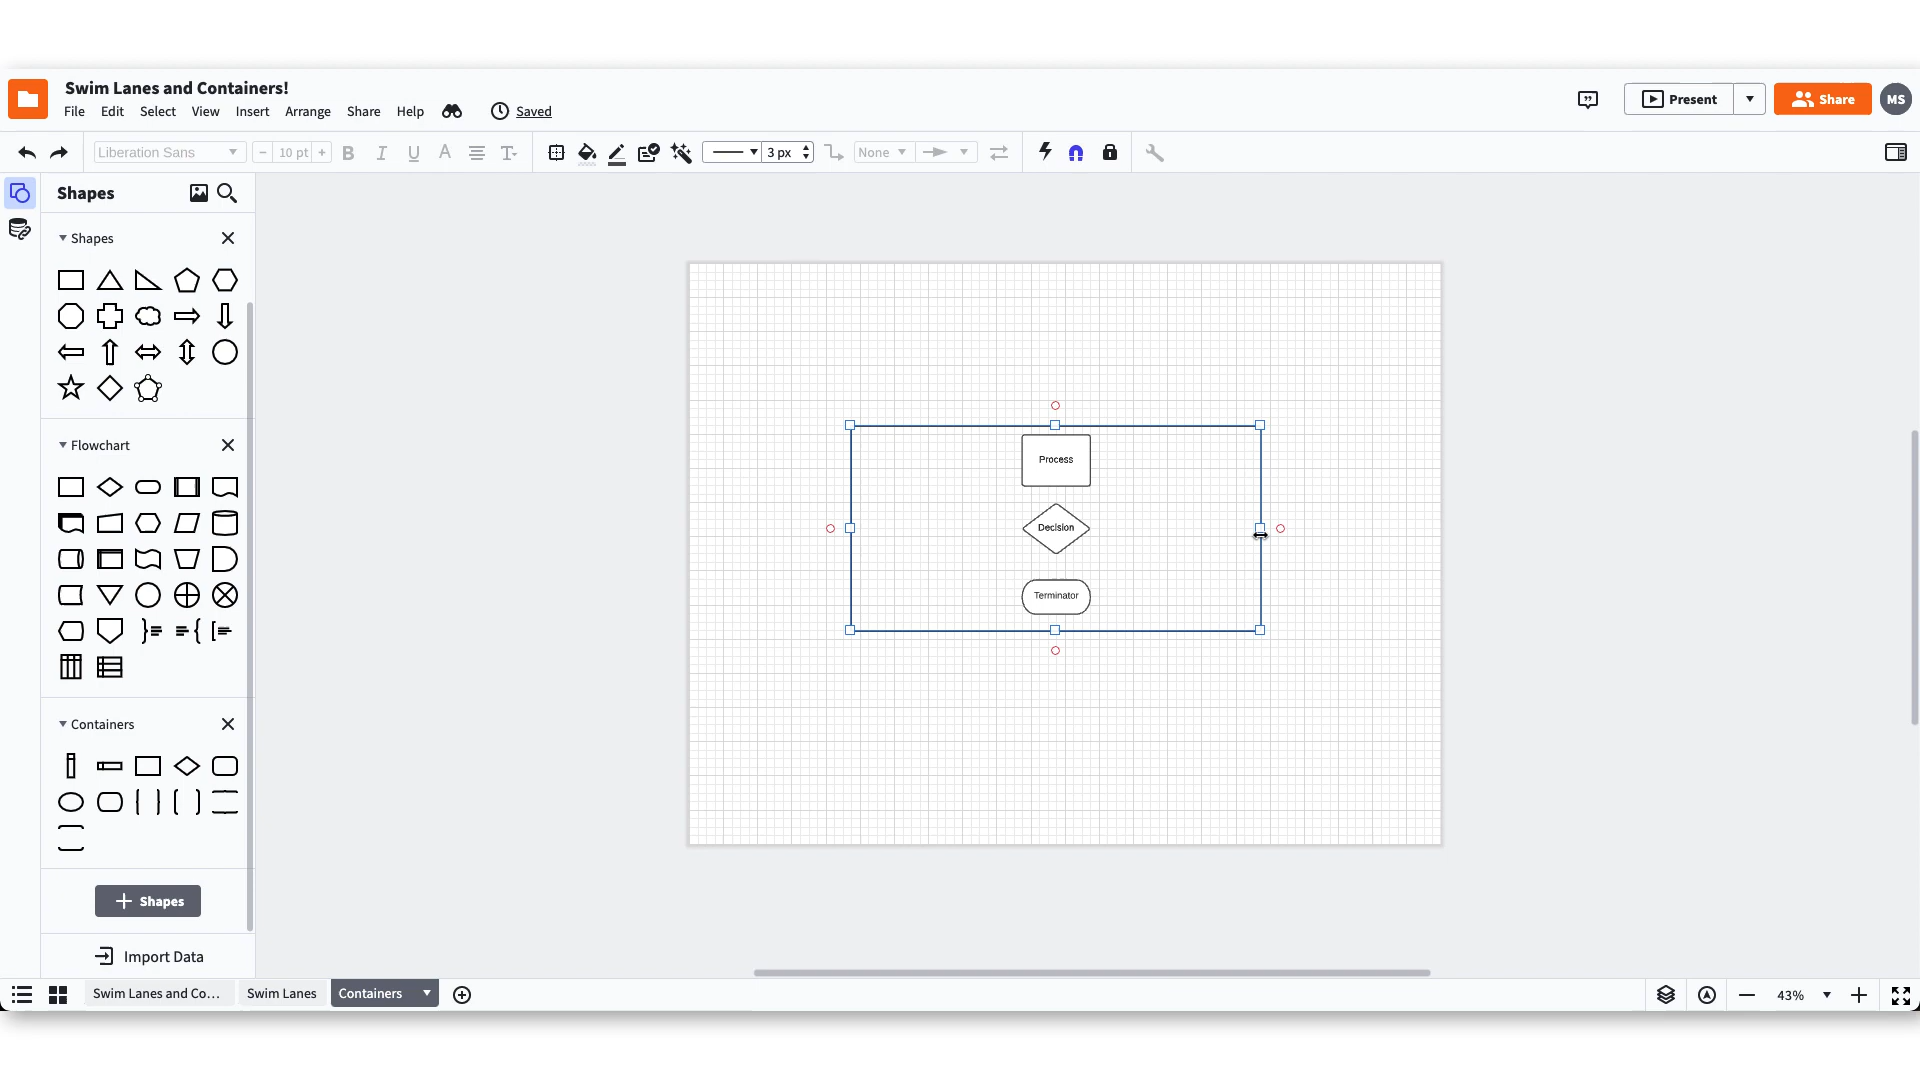 Swim Lanes and Containers!
File Edit Select View Insert Arrange Share Help Saved
Present Share MS
Liberation Sans 10 pt B I U A T 3 px None
Shapes
Shapes
Flowchart
Containers
Process
Decision
Terminator
Shapes
Import Data
Swim Lanes and Co... Swim Lanes Containers 43%